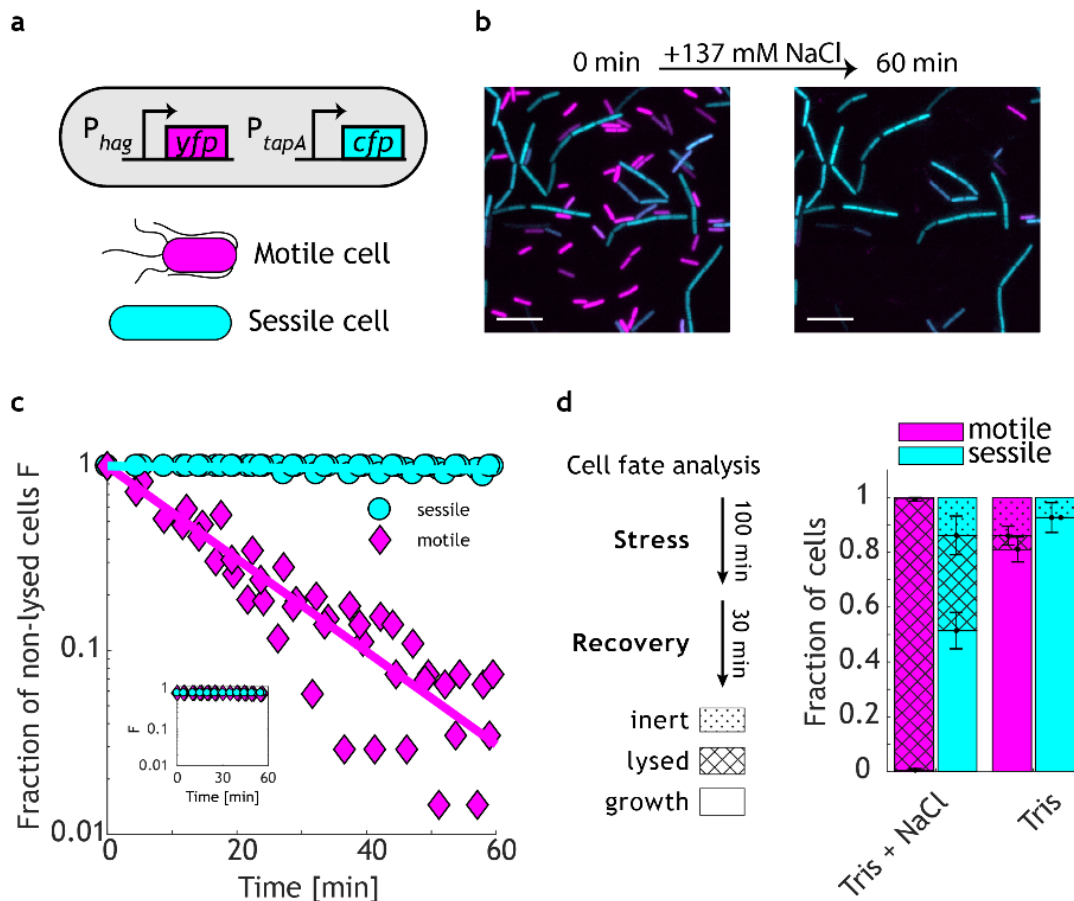 a
P hag yfp P tapA cfp
Motile cell
Sessile cell
b
0 min +137 mM NaCl 60 min
c
Fraction of non-lysed cells F
1
0.1
0.01
0 20 40 60
Time [min]
sessile
motile
F
1
0.1
0.01
0 30 60
Time [min]
d
Cell fate analysis
Stress
100 min
Recovery
30 min
inert
lysed
growth
motile
sessile
Fraction of cells
1
0.8
0.6
0.4
0.2
0
Tris + NaCl
Tris